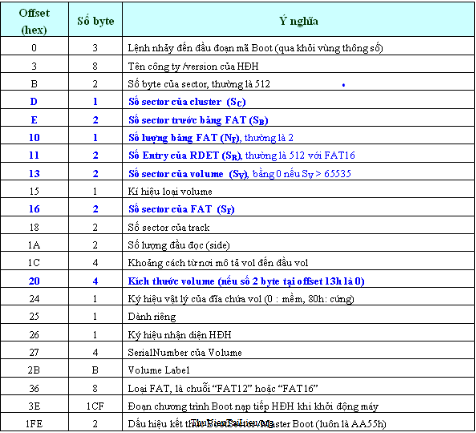 Offset (hex) Số byte Ý nghĩa
0 3 Lệnh nhảy đến đầu đoạn mã Boot (qua khỏi vùng thông số)
3 8 Tên công ty /version của HĐH
B 2 Số byte của sector, thường là 512
D 1 Số sector của cluster (SC)
E 2 Số sector trước bảng FAT (SB)
10 1 Số lượng bảng FAT (NF), thường là 2
11 2 Số Entry của RDET (SR), thường là 512 với FAT16
13 2 Số sector của volume (SV), bằng 0 nếu Sv > 65535
15 1 Kí hiệu loại volume
16 2 Số sector của FAT (SF)
18 2 Số sector của track
1A 2 Số lượng đầu đọc (side)
1C 4 Khoảng cách từ nơi mô tả vol đến đầu vol
20 4 Kích thước volume (nếu số 2 byte tại offset 13h là 0)
24 1 Ký hiệu vật lý của đĩa chứa vol (0 : mềm, 80h: cứng)
25 1 Dành riêng
26 1 Ký hiệu nhận diện HĐH
27 4 SerialNumber của Volume
2B B Volume Label
36 8 Loại FAT, là chuỗi “FAT12” hoặc “FAT16”
3E 1CF Đoạn chương trình Boot nạp tiếp HĐH khi khởi động máy
1FE 2 Dấu hiệu kết thúc /Master Boot (luôn là AA55h)